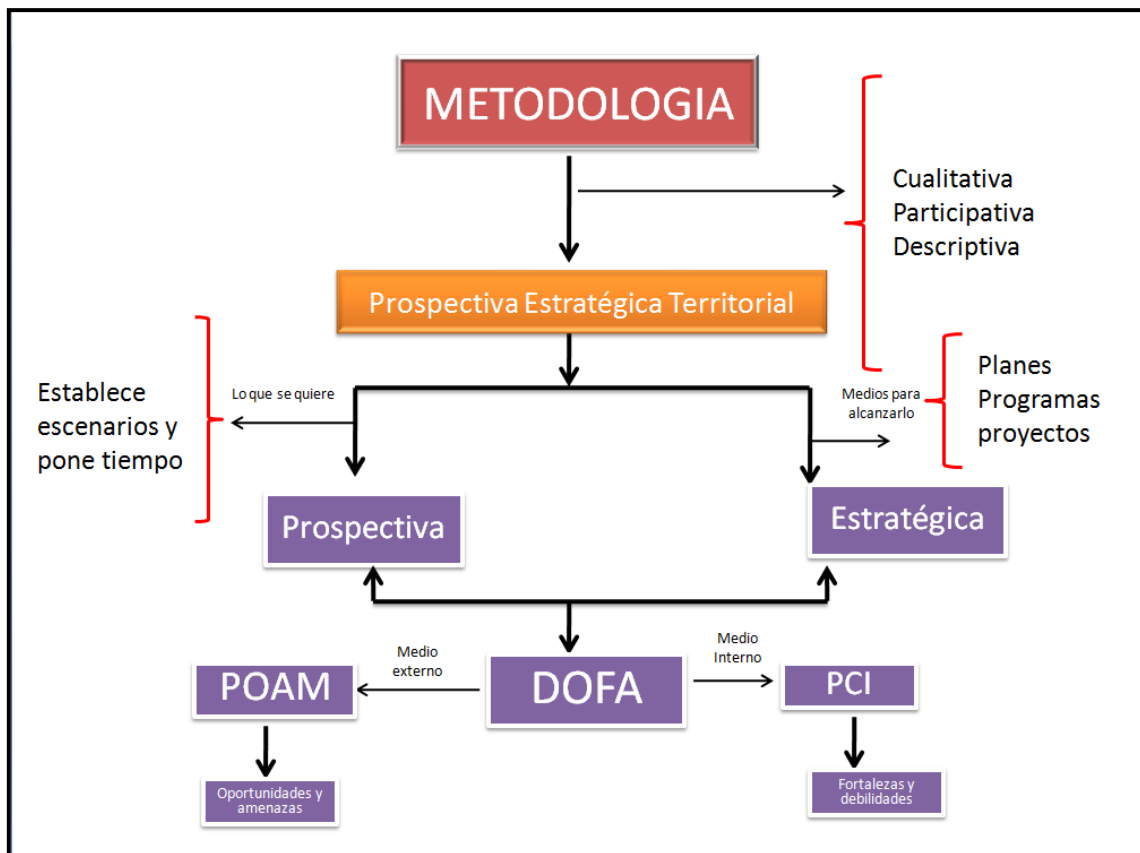 METODOLOGIA
Cualitativa
Participativa
Descriptiva
Prospectiva Estratégica Territorial
Establece
escenarios y
pone tiempo
Lo que se quiere
Medios para
alcanzarlo
Planes
Programas
proyectos
Prospectiva
Estratégica
Medio
externo
Medio
Interno
POAM
DOFA
PCI
Oportunidades y
amenazas
Fortalezas y
debilidades